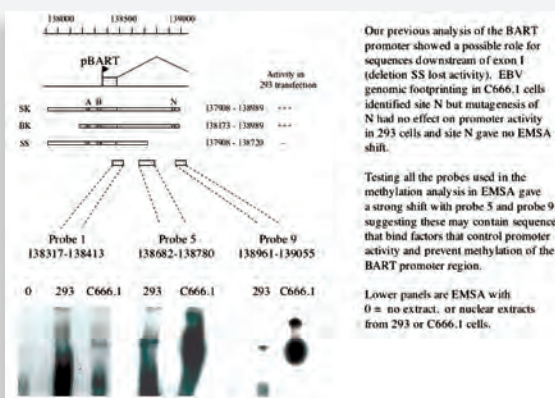 138000 138500 139000
pBART
Activity in
293 transfection
A B N
SK 137908 - 138989 +++
BK 138173 - 138989 +++
SS 137908 - 138720 -
Probe 1 Probe 5 Probe 9
138317-138413 138682-138780 138961-139055
0 293 C666.1 293 C666.1 293 C666.1
Our previous analysis of the BART
promoter showed a possible role for
sequences downstream of exon I
(deletion SS lost activity). EBV
genomic footprinting in C666.1 cells
identified site N but mutagenesis of
N had no effect on promoter activity
in 293 cells and site N gave no EMSA
shift.
Testing all the probes used in the
methylation analysis in EMSA gave
a strong shift with probe 5 and probe 9
suggesting these may contain sequence
that bind factors that control promoter
activity and prevent methylation of the
BART promoter region.
Lower panels are EMSA with
0 = no extract, or nuclear extracts
from 293 or C666.1 cells.